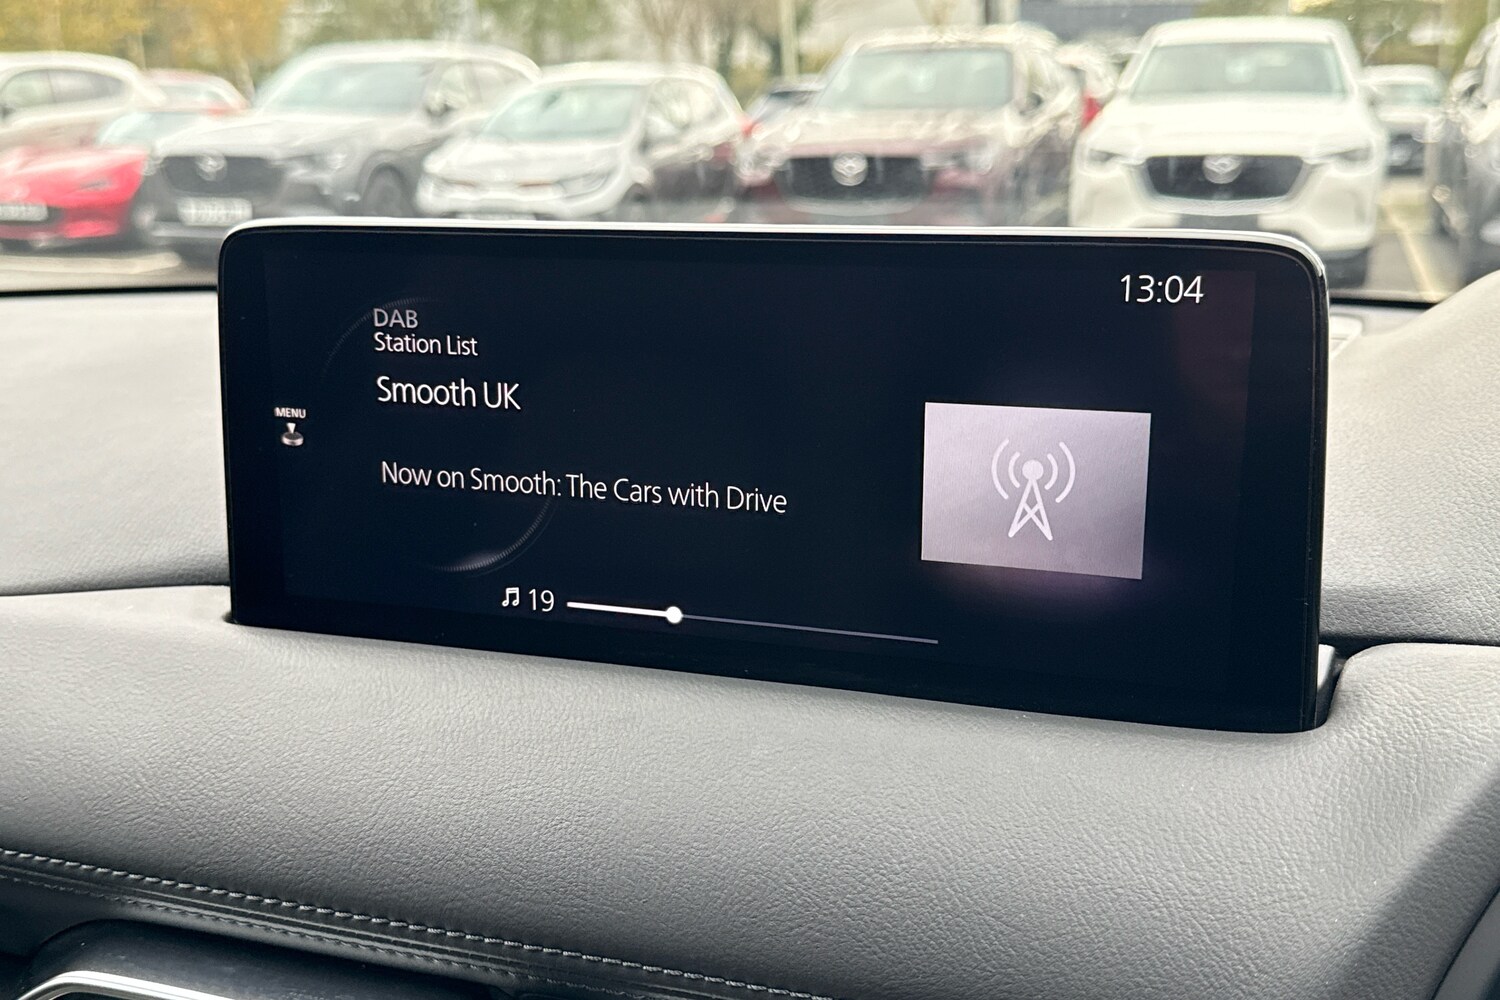 13:04
DAB
Station List
Smooth UK
MENU
Now on Smooth: The Cars with Drive
19